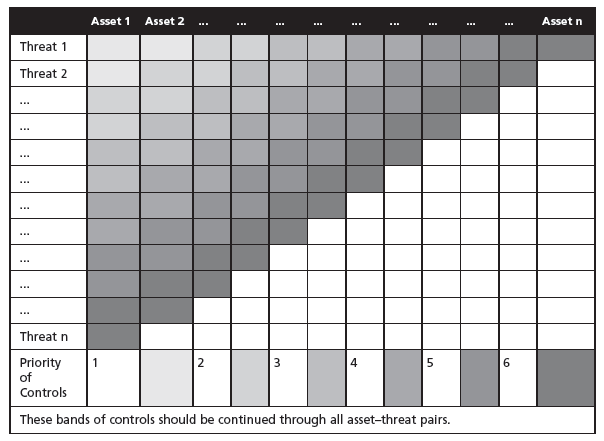 Asset 1 Asset 2 ... ... ... ... ... ... ... ... ... Asset n
Threat 1
Threat 2
...
...
...
...
...
...
...
...
...
Threat n
Priority of Controls 1 2 3 4 5 6
These bands of controls should be continued through all asset–threat pairs.